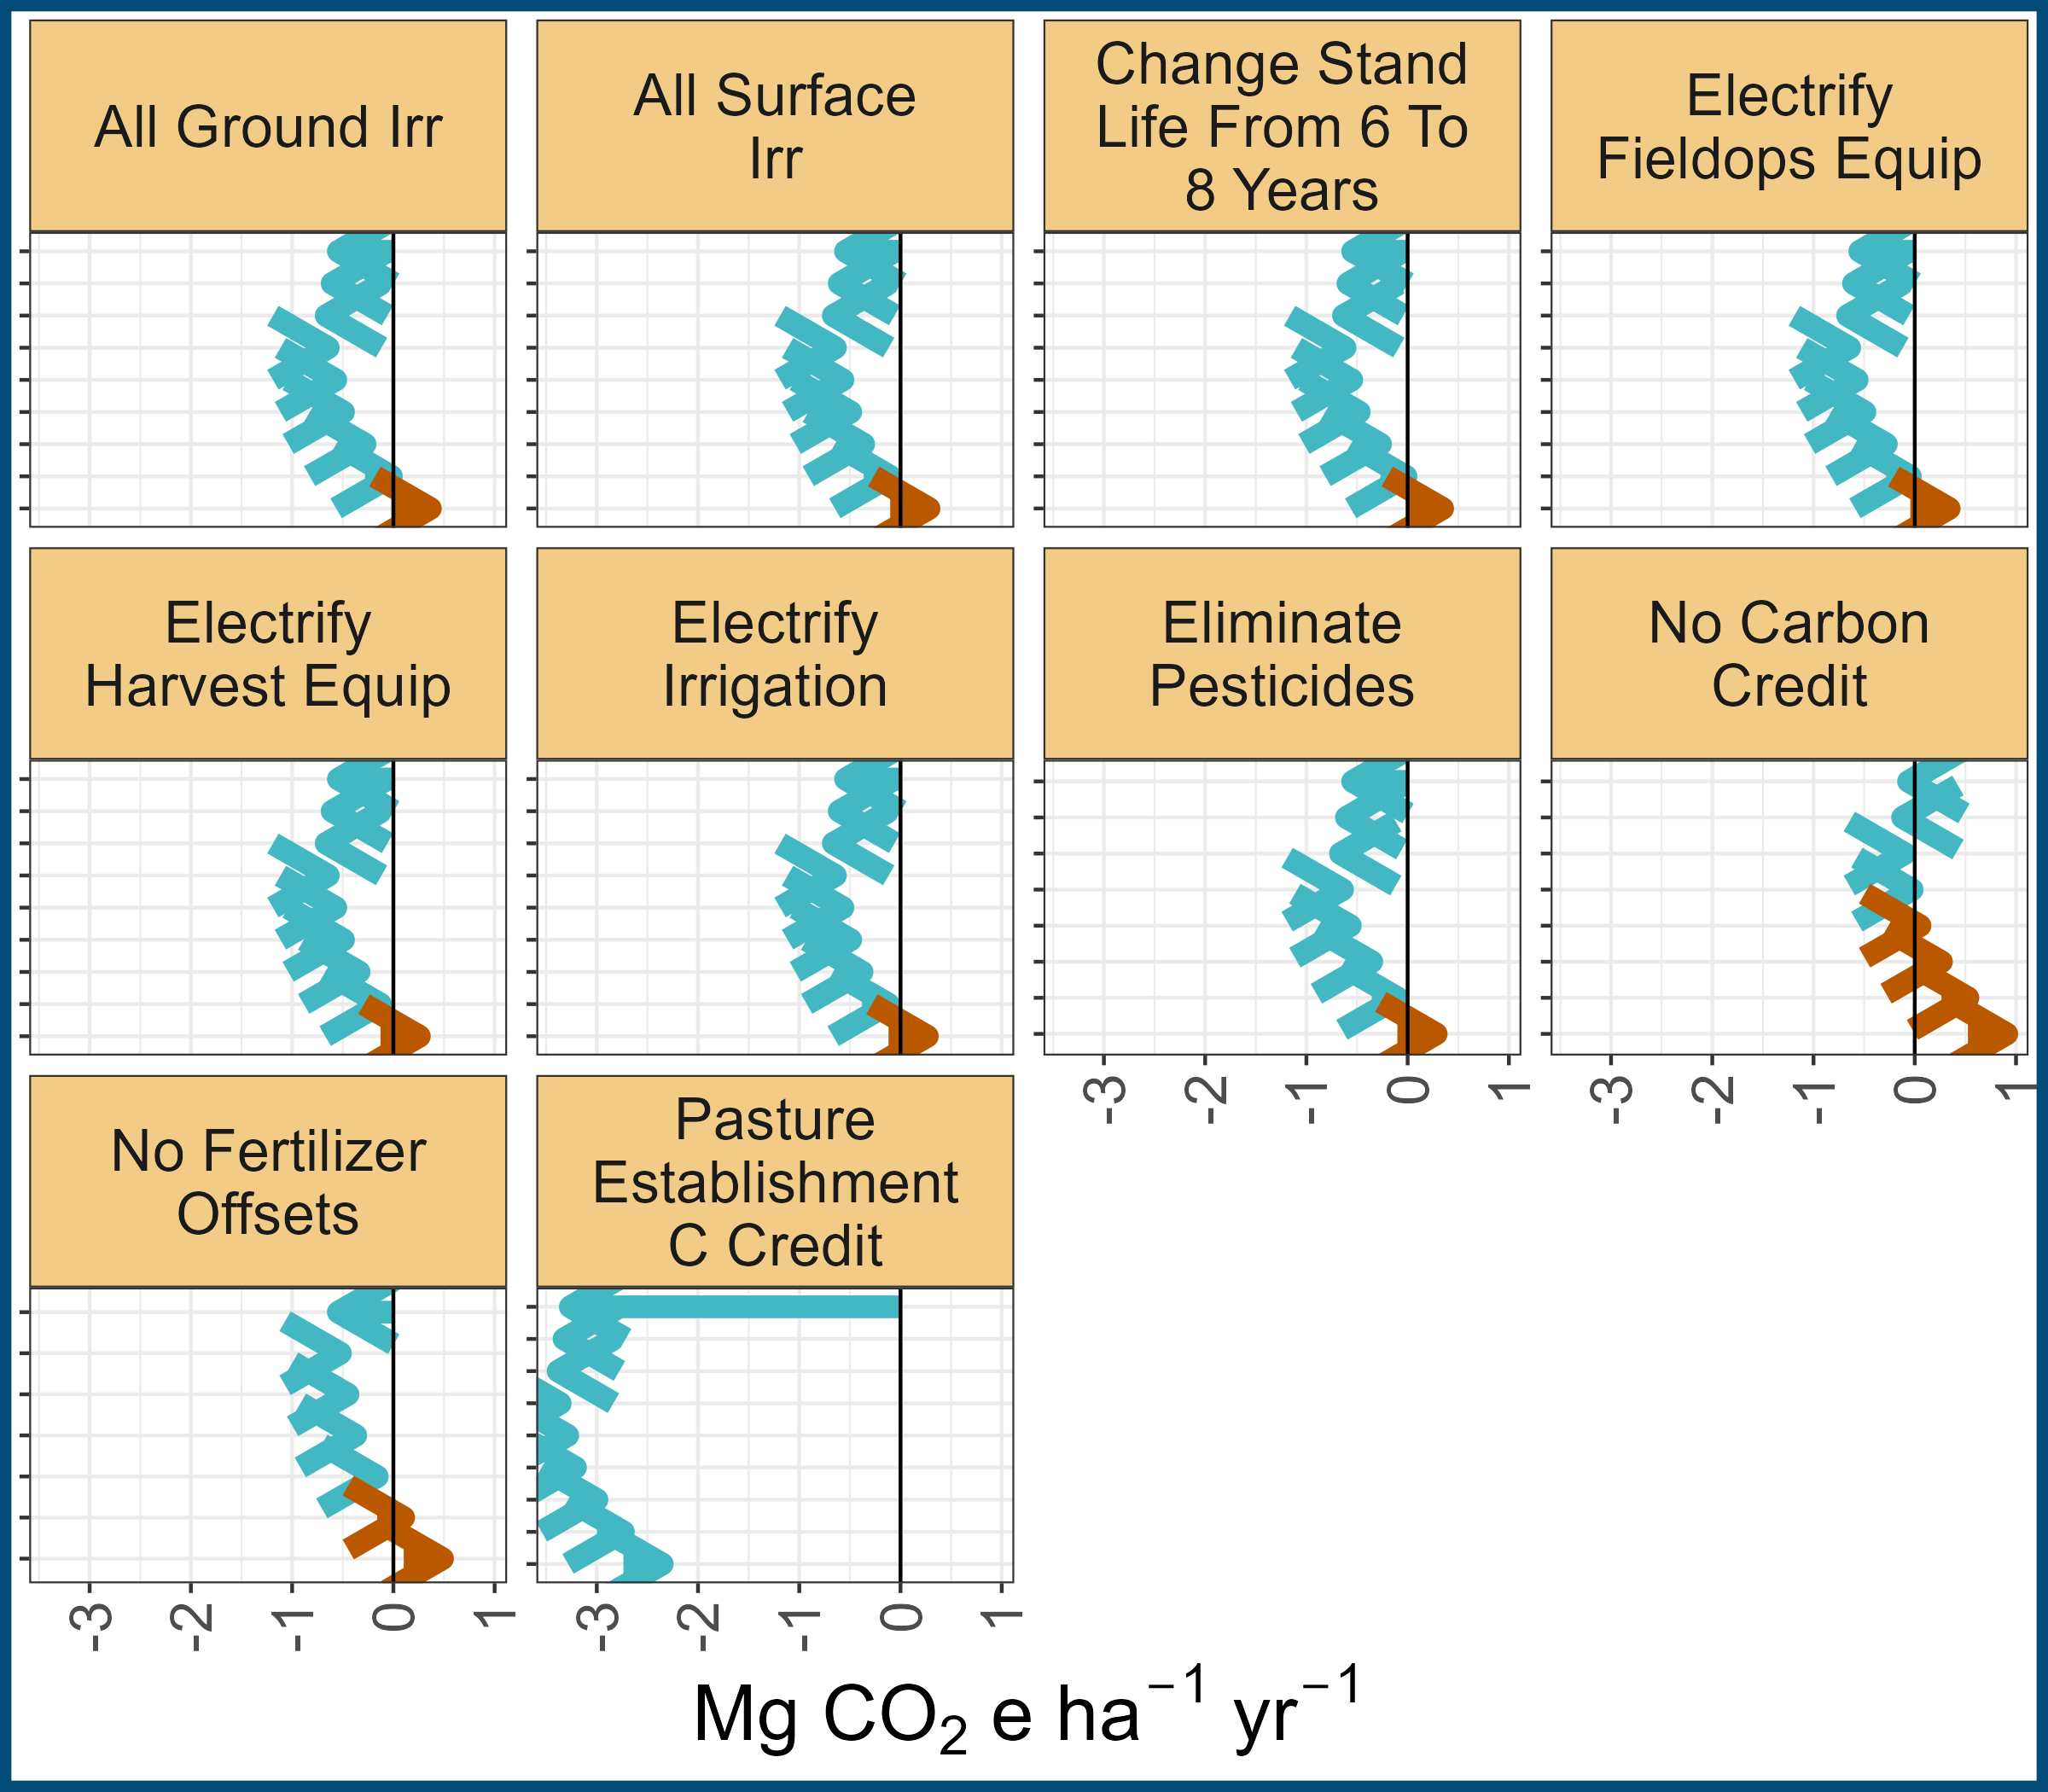 All Ground Irr
All Surface
Irr
Change Stand
Life From 6 To
8 Years
Electrify
Fieldops Equip
Electrify
Harvest Equip
Electrify
Irrigation
Eliminate
Pesticides
No Carbon
Credit
-3 -2 -1 0 1
-3 -2 -1 0 1
No Fertilizer
Offsets
Pasture
Establishment
C Credit
-3 -2 -1 0 1
-3 -2 -1 0 1
Mg CO₂ e ha⁻¹ yr⁻¹